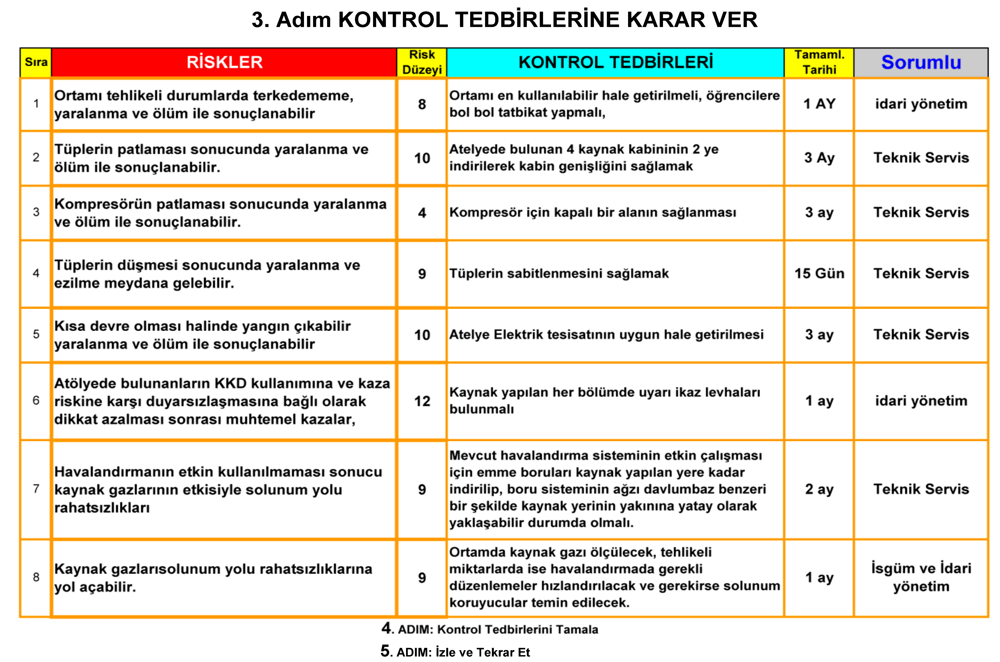 3. Adım KONTROL TEDBİRLERİNE KARAR VER
Sıra
RİSKLER
Risk
Düzeyi
KONTROL TEDBİRLERİ
Tamaml.
Tarihi
Sorumlu
1
Ortamı tehlikeli durumlarda terkedememe,
yaralanma ve ölüm ile sonuçlanabilir
8
Ortamı en kullanılabilir hale getirilmeli, öğrencilere
bol bol tatbikat yapmalı,
1 AY
idari yönetim
2
Tüplerin patlaması sonucunda yaralanma ve
ölüm ile sonuçlanabilir.
10
Atelyede bulunan 4 kaynak kabininin 2 ye
indirilerek kabin genişliğini sağlamak
3 Ay
Teknik Servis
3
Kompresörün patlaması sonucunda yaralanma
ve ölüm ile sonuçlanabilir.
4
Kompresör için kapalı bir alanın sağlanması
3 ay
Teknik Servis
4
Tüplerin düşmesi sonucunda yaralanma ve
ezilme meydana gelebilir.
9
Tüplerin sabitlenmesini sağlamak
15 Gün
Teknik Servis
5
Kısa devre olması halinde yangın çıkabilir
yaralanma ve ölüm ile sonuçlanabilir
10
Atelye Elektrik tesisatının uygun hale getirilmesi
3 ay
Teknik Servis
6
Atölyede bulunanların KKD kullanımına ve kaza
riskine karşı duyarsızlaşmasına bağlı olarak
dikkat azalması sonrası muhtemel kazalar,
12
Kaynak yapılan her bölümde uyarı ikaz levhaları
bulunmalı
1 ay
idari yönetim
7
Havalandırmanın etkin kullanılmaması sonucu
kaynak gazlarının etkisiyle solunum yolu
rahatsızlıkları
9
Mevcut havalandırma sisteminin etkin çalışması
için emme boruları kaynak yapılan yere kadar
indirilip, boru sisteminin ağzı davlumbaz benzeri
bir şekilde kaynak yerinin yakınına yatay olarak
yaklaşabilir durumda olmalı.
2 ay
Teknik Servis
8
Kaynak gazlarısolunum yolu rahatsızlıklarına
yol açabilir.
9
Ortamda kaynak gazı ölçülecek, tehlikeli
miktarlarda ise havalandırmada gerekli
düzenlemeler hızlandırılacak ve gerekirse solunum
koruyucular temin edilecek.
1 ay
İsgüm ve İdari
yönetim
4. ADIM: Kontrol Tedbirlerini Tamala
5. ADIM: İzle ve Tekrar Et